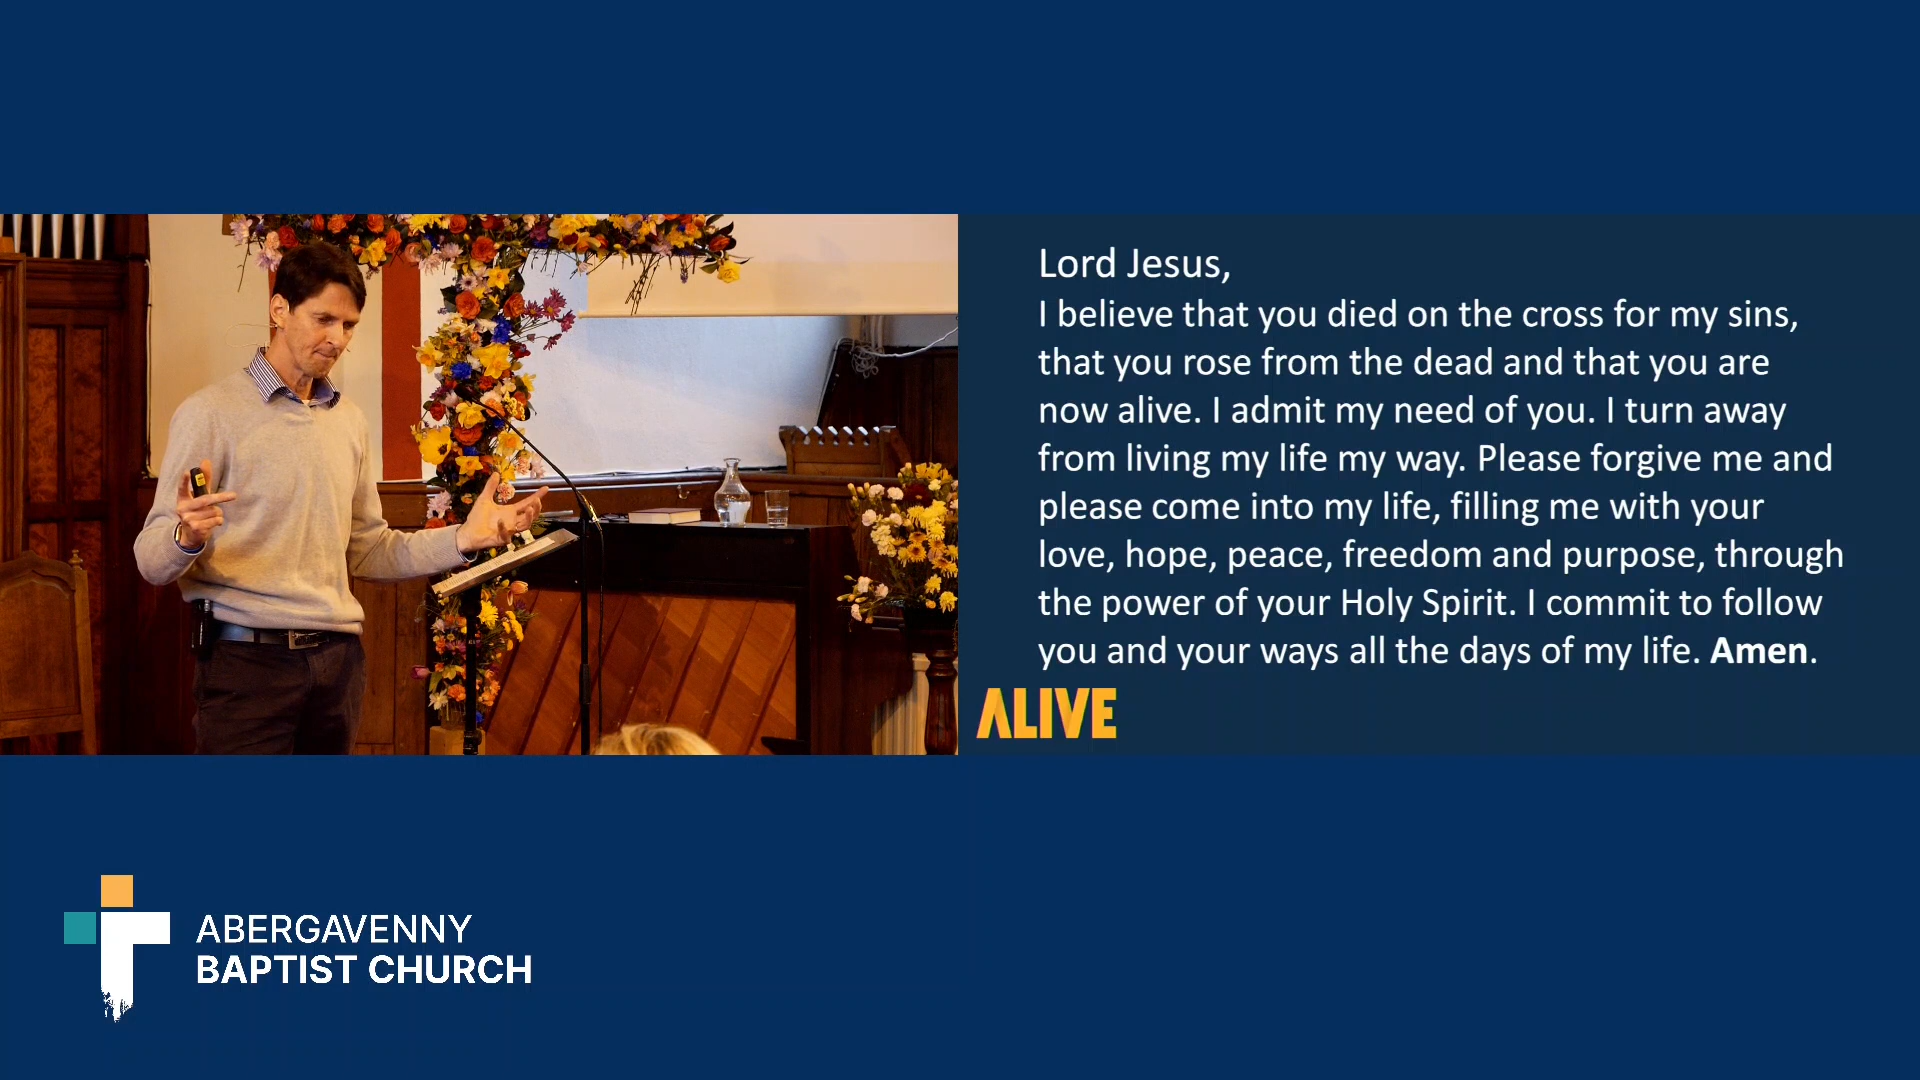 Lord Jesus,
I believe that you died on the cross for my sins,
that you rose from the dead and that you are
now alive. I admit my need of you. I turn away
from living my life my way. Please forgive me and
please come into my life, filling me with your
love, hope, peace, freedom and purpose, through
the power of your Holy Spirit. I commit to follow
you and your ways all the days of my life. Amen.
ALIVE
ABERGAVENNY
BAPTIST CHURCH